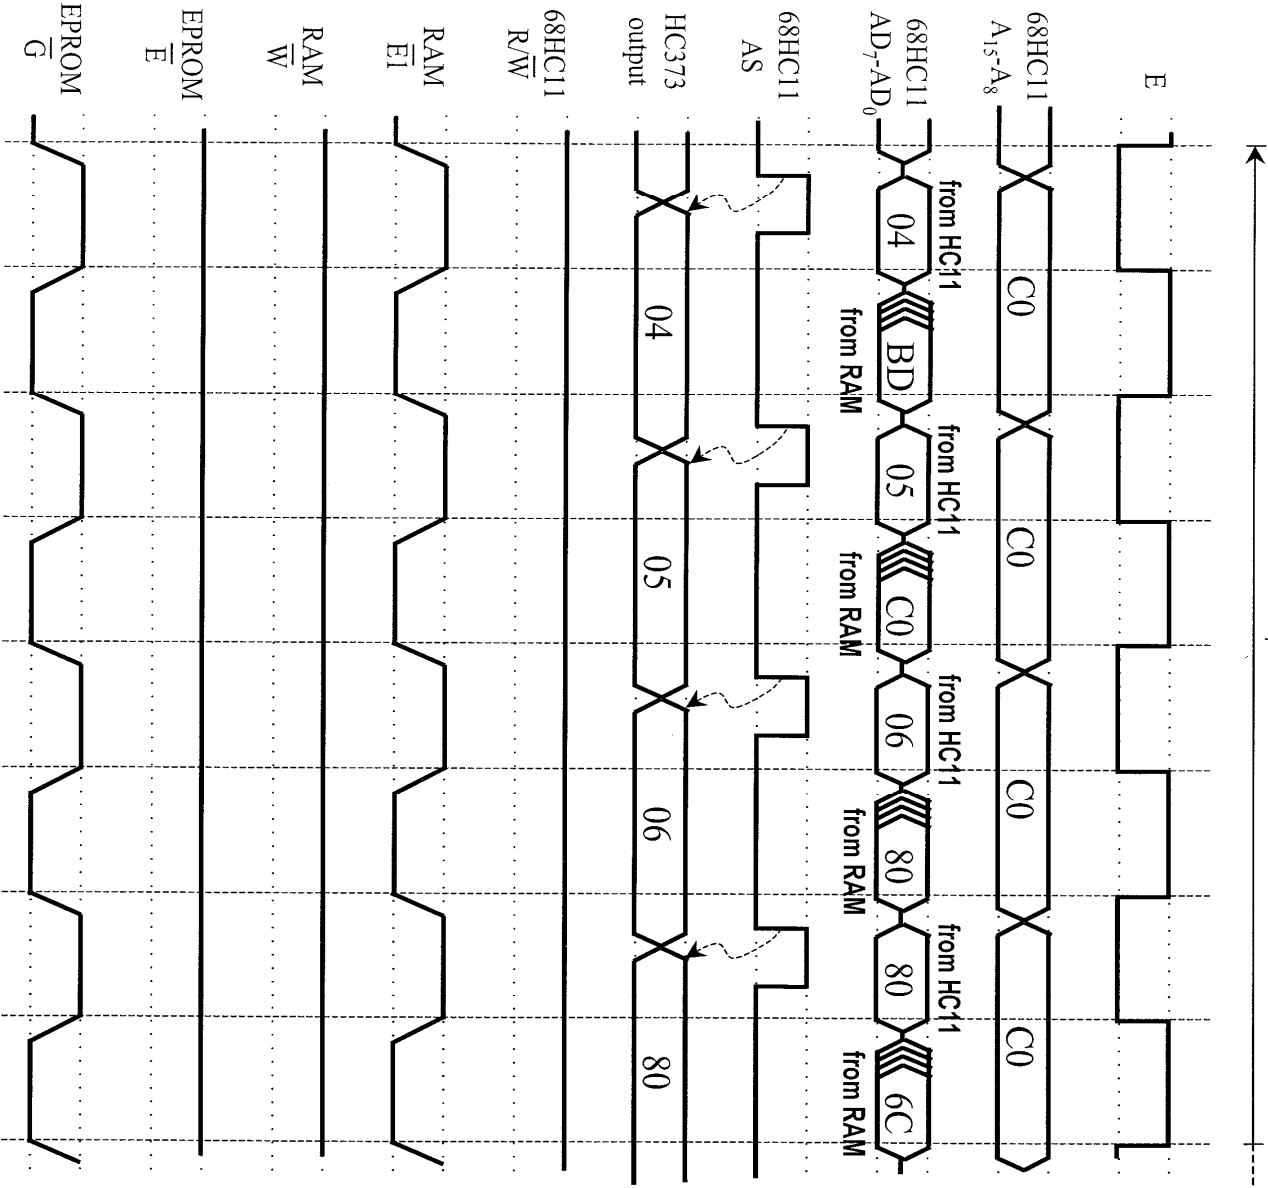 E
68HC11
A15-A8
C0
C0
C0
C0
68HC11
AD7-AD0
from HC11
from HC11
from HC11
from HC11
04
BD
05
C0
06
80
80
6C
from RAM
from RAM
from RAM
from RAM
68HC11
AS
HC373
output
04
05
06
80
68HC11
R/W̅
RAM
E̅1̅
RAM
W̅
EPROM
E̅
EPROM
G̅